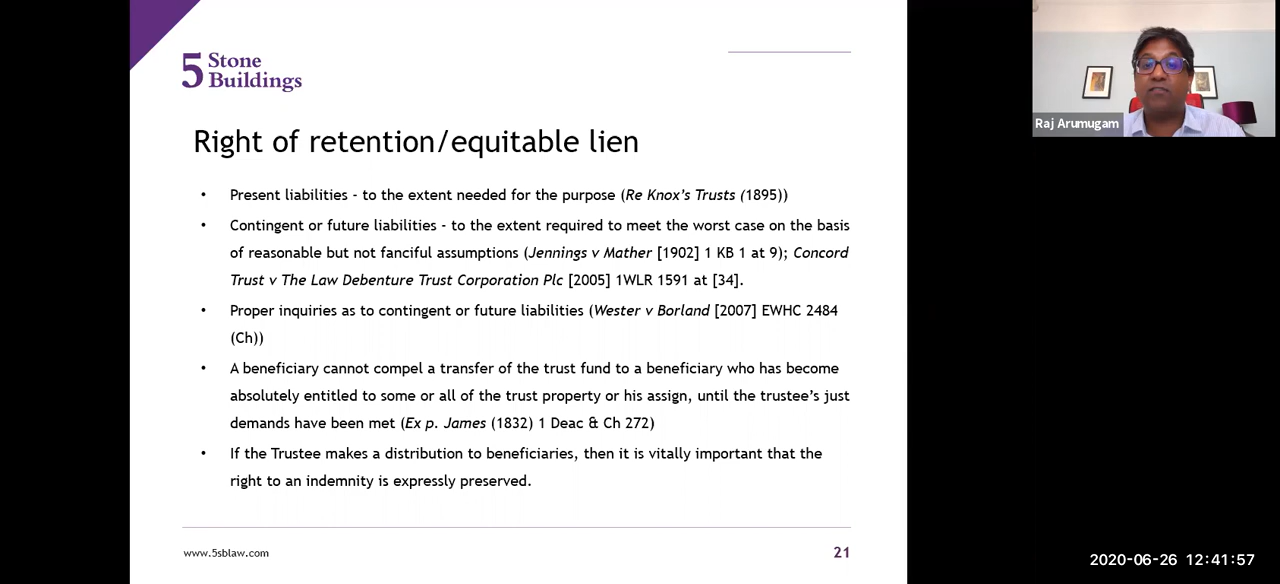 5 Stone
Buildings
Right of retention/equitable lien
• Present liabilities - to the extent needed for the purpose (Re Knox's Trusts (1895))
• Contingent or future liabilities - to the extent required to meet the worst case on the basis
of reasonable but not fanciful assumptions (Jennings v Mather [1902] 1 KB 1 at 9); Concord
Trust v The Law Debenture Trust Corporation Plc [2005] 1WLR 1591 at [34].
• Proper inquiries as to contingent or future liabilities (Wester v Borland [2007] EWHC 2484
(Ch))
• A beneficiary cannot compel a transfer of the trust fund to a beneficiary who has become
absolutely entitled to some or all of the trust property or his assign, until the trustee's just
demands have been met (Ex p. James (1832) 1 Deac & Ch 272)
• If the Trustee makes a distribution to beneficiaries, then it is vitally important that the
right to an indemnity is expressly preserved.
www.5sblaw.com
21
Raj Arumugam
2020-06-26 12:41:57